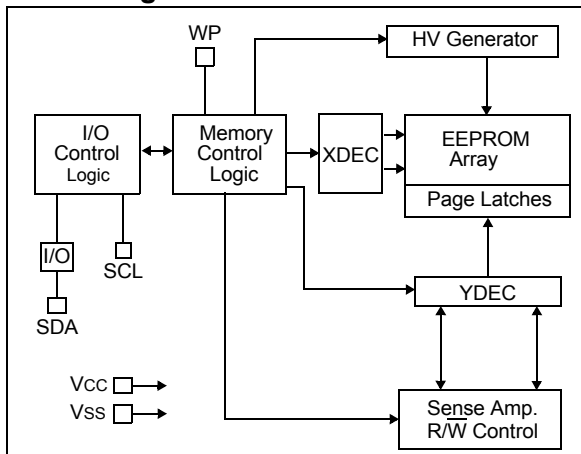 WP
HV Generator
I/O
Control
Logic
Memory
Control
Logic
XDEC
EEPROM
Array
Page Latches
I/O
SCL
SDA
YDEC
Vcc
Vss
Sense Amp.
R/W̅ Control